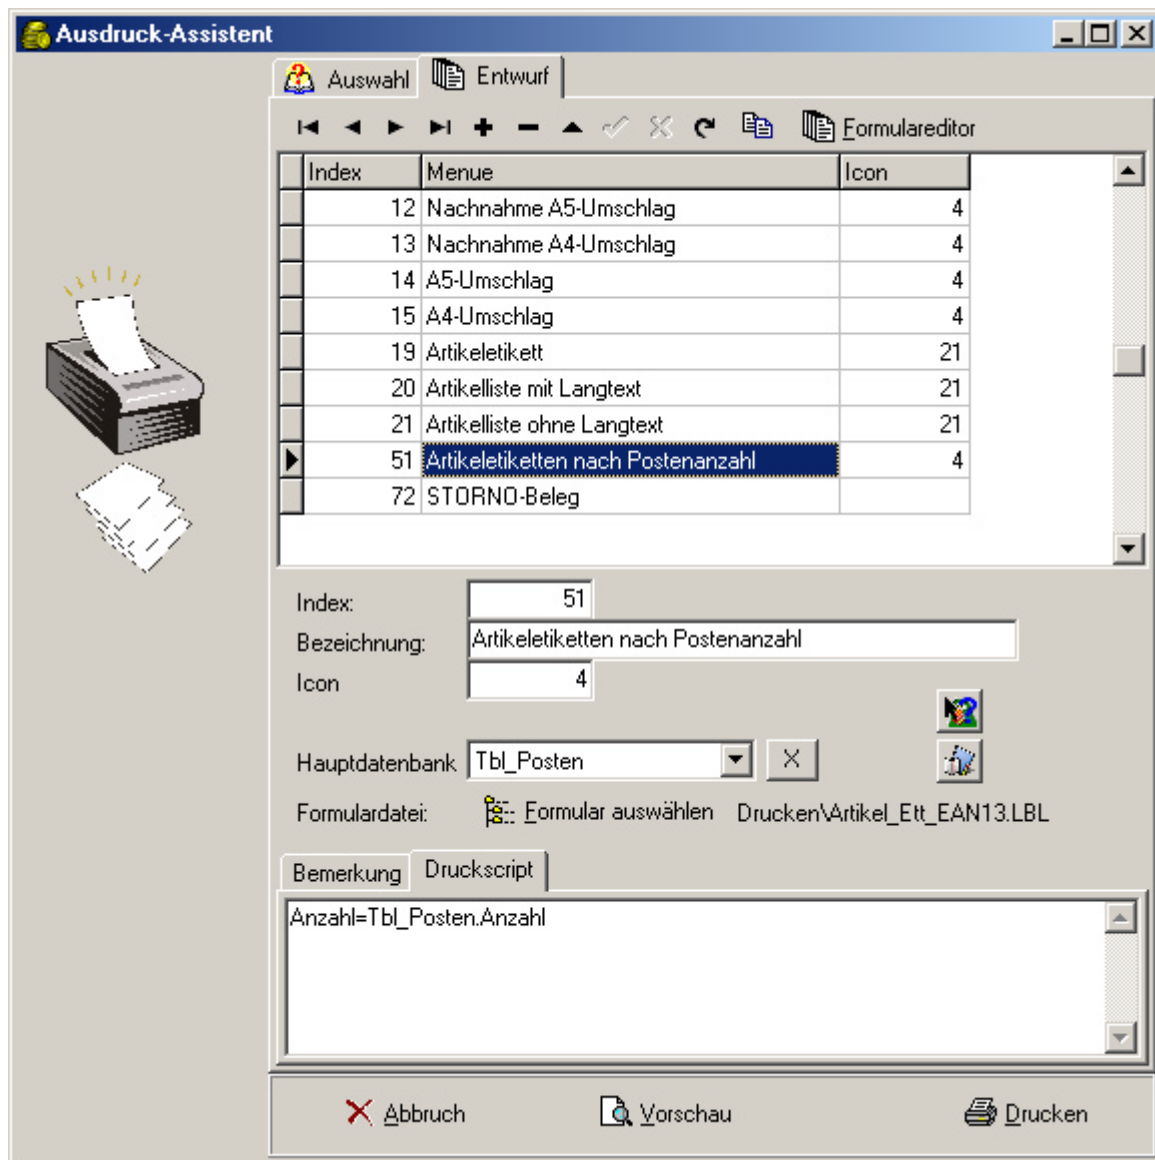 Ausdruck-Assistent
Auswahl Entwurf
Formulareditor
Index Menue Icon
12 Nachnahme A5-Umschlag 4
13 Nachnahme A4-Umschlag 4
14 A5-Umschlag 4
15 A4-Umschlag 4
19 Artikeletikett 21
20 Artikelliste mit Langtext 21
21 Artikelliste ohne Langtext 21
51 Artikeletiketten nach Postenanzahl 4
72 STORNO-Beleg
Index: 51
Bezeichnung: Artikeletiketten nach Postenanzahl
Icon 4
Hauptdatenbank Tbl_Posten
Formulardatei: Formular auswählen Drucken\Artikel_Ett_EAN13.LBL
Bemerkung Druckscript
Anzahl=Tbl_Posten.Anzahl
Abbruch Vorschau Drucken